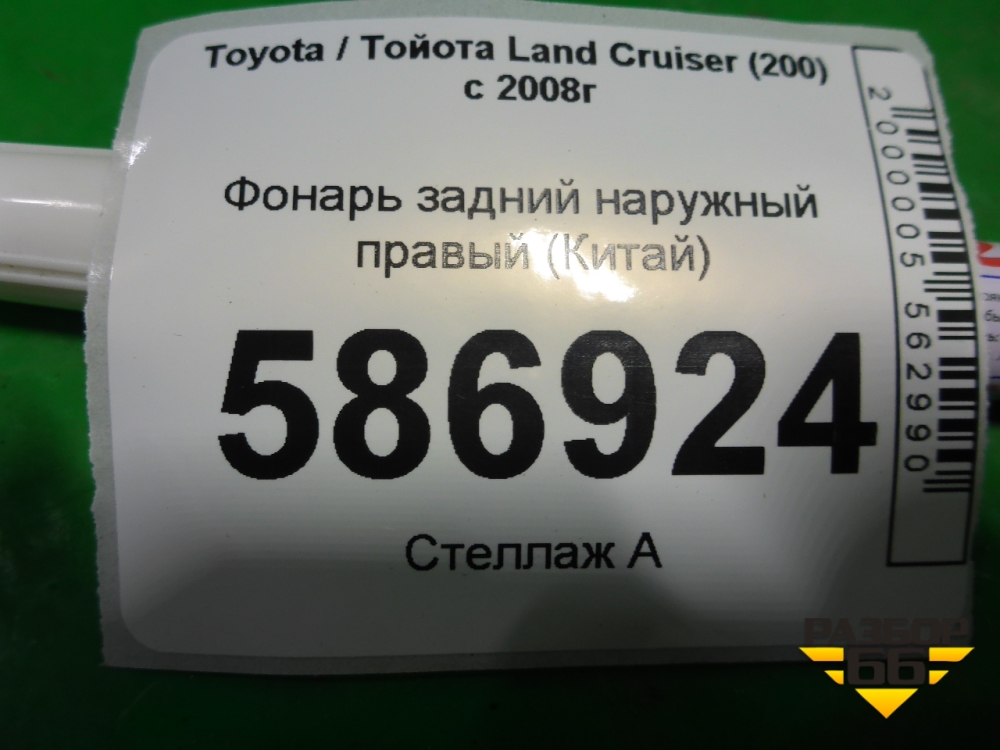 Toyota / Тойота Land Cruiser (200)
с 2008г
Фонарь задний наружный
правый (Китай)
586924
Стеллаж А
2000005562990
РАЗБОР
66